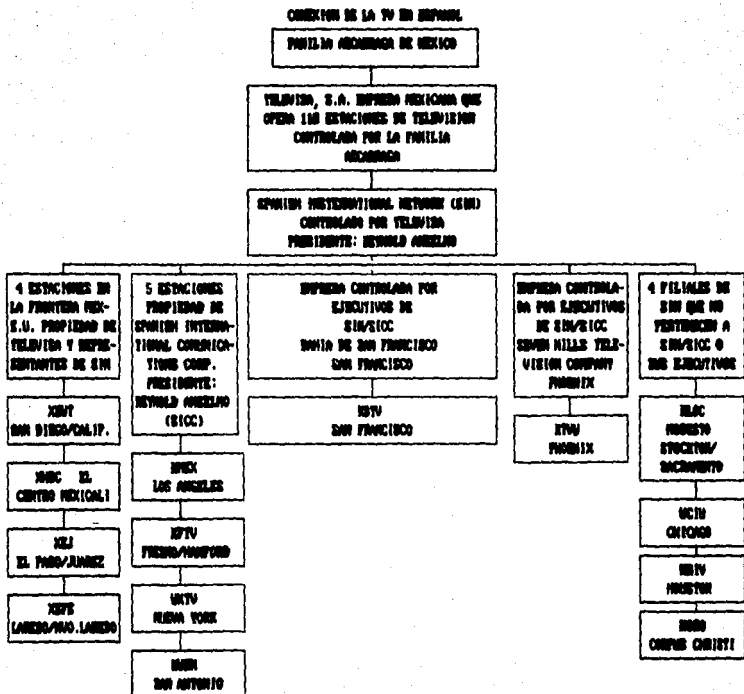 CONEXION DE LA TV EN ESPANOL
FAMILIA AZCARRAGA DE MEXICO
TELEVISA, S.A. EMPRESA MEXICANA QUE
OPERA 118 ESTACIONES DE TELEVISION
CONTROLADA POR LA FAMILIA
AZCARRAGA
SPANISH INTERNATIONAL NETWORK (SIN)
CONTROLADO POR TELEVISA
PRESIDENTE: REYNOLD ANSELMO
4 ESTACIONES EN
LA FRONTERA MEX-
E.U. PROPIEDAD DE
TELEVISA Y REPRE-
SENTANTES DE SIN
XEWT
SAN DIEGO/CALIF.
XHBC EL
CENTRO MEXICALI
XEJ
EL PASO/JUAREZ
XEFE
LAREDO/NVO.LAREDO
5 ESTACIONES
PROPIEDAD DE
SPANISH INTERNA-
TIONAL COMUNICA-
TIONS CORP.
PRESIDENTE:
REYNOLD ANSELMO
(SICC)
KMEX
LOS ANGELES
KFTV
FRESNO/HANFORD
WXTV
NUEVA YORK
KWEX
SAN ANTONIO
EMPRESA CONTROLADA POR
EJECUTIVOS DE
SIN/SICC
BAHIA DE SAN FRANCISCO
SAN FRANCISCO
SAN FRANCISCO
EMPRESA CONTROLA-
DA POR EJECUTIVOS
DE SIN/SICC
SEVEN HILLS TELE-
VISION COMPANY
PHOENIX
KTVW
PHOENIX
4 FILIALES DE
SIN QUE NO
PERTENECEN A
SIN/SICC O
SUS EJECUTIVOS
MODESTO
STOCKTON/
SACRAMENTO
WCIU
CHICAGO
HOUSTON
KORO
CORPUS CHRISTI